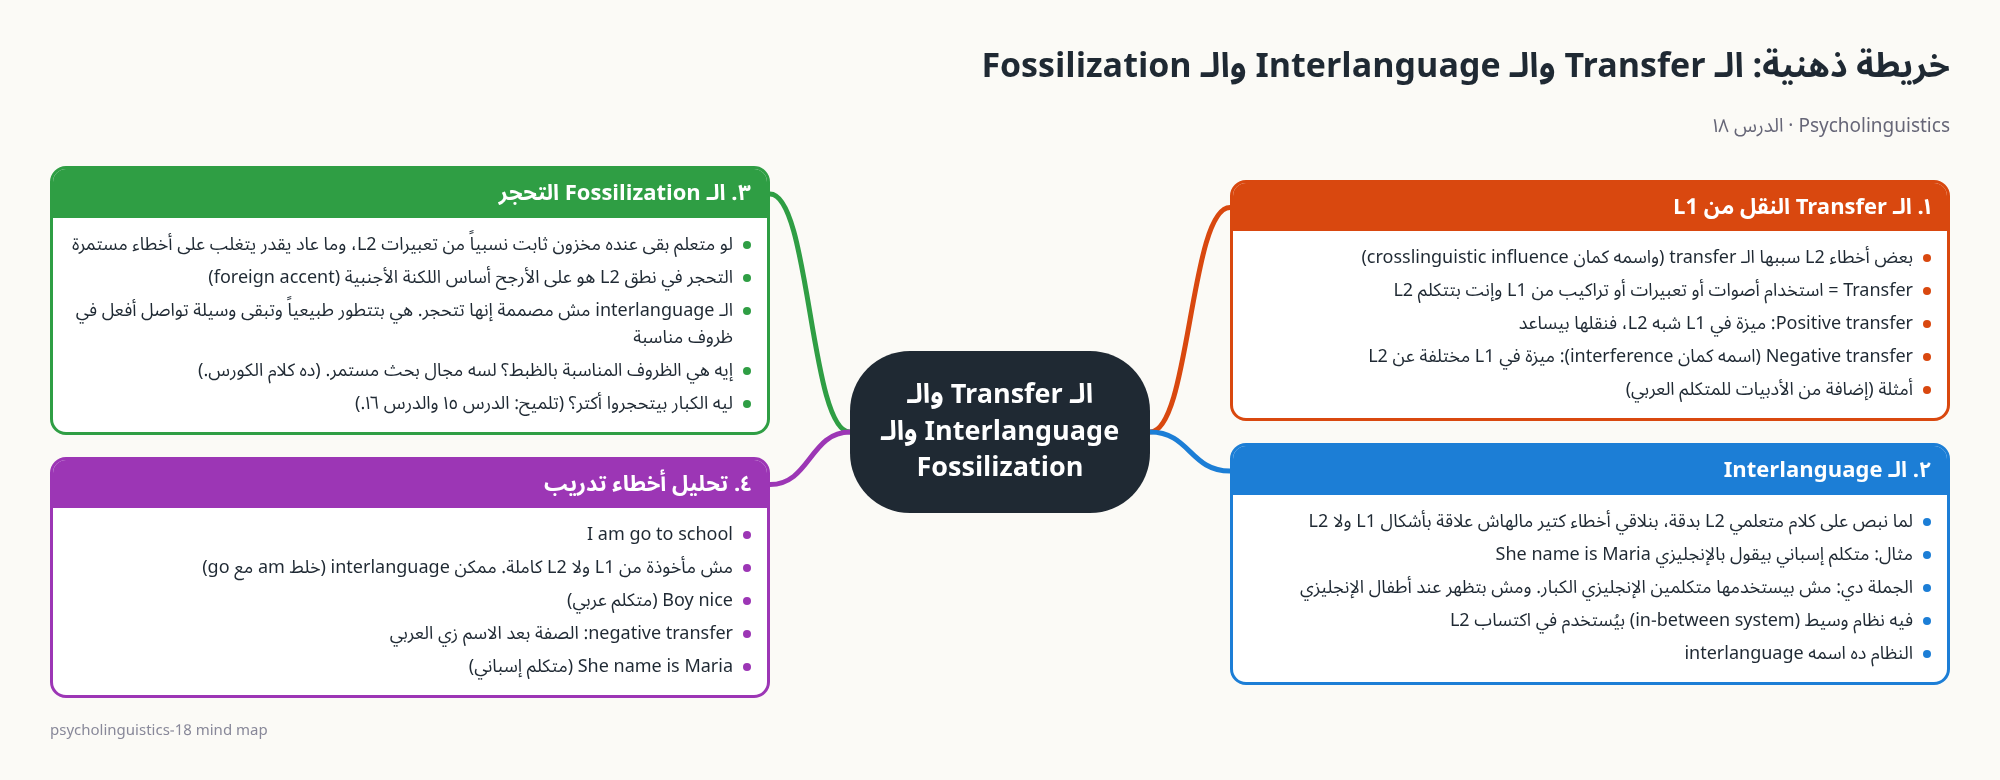 خريطة ذهنية: الـ Transfer والـ Interlanguage والـ Fossilization
Psycholinguistics · الدرس ١٨
١. الـ Transfer النقل من L1
بعض أخطاء L2 سببها الـ transfer (واسمه كمان crosslinguistic influence)
Transfer = استخدام أصوات أو تعبيرات أو تراكيب من L1 وإنت بتتكلم L2
Positive transfer: ميزة في L1 شبه L2، فنقلها بيساعد
Negative transfer (اسمه كمان interference): ميزة في L1 مختلفة عن L2
أمثلة (إضافة من الأدبيات للمتكلم العربي)
٢. الـ Interlanguage
لما نبص على كلام متعلمي L2 بدقة، بنلاقي أخطاء كتير مالهاش علاقة بأشكال L1 ولا L2
مثال: متكلم إسباني بيقول بالإنجليزي She name is Maria
الجملة دي: مش بيستخدمها متكلمين الإنجليزي الكبار. ومش بتظهر عند أطفال الإنجليزي
فيه نظام وسيط (in-between system) بيُستخدم في اكتساب L2
النظام ده اسمه interlanguage
الـ Transfer والـ
Interlanguage والـ
Fossilization
٣. الـ Fossilization التحجر
لو متعلم بقى عنده مخزون ثابت نسبياً من تعبيرات L2، وما عاد يقدر يتغلب على أخطاء مستمرة
التحجر في نطق L2 هو على الأرجح أساس اللكنة الأجنبية (foreign accent)
الـ interlanguage مش مصممة إنها تتحجر. هي بتتطور طبيعياً وتبقى وسيلة تواصل أفعل في
ظروف مناسبة
إيه هي الظروف المناسبة بالظبط؟ لسه مجال بحث مستمر. (ده كلام الكورس.)
ليه الكبار بيتحجروا أكتر؟ (تلميح: الدرس ١٥ والدرس ١٦.)
٤. تحليل أخطاء تدريب
I am go to school
مش مأخوذة من L1 ولا L2 كاملة. ممكن interlanguage (خلط am مع go)
Boy nice (متكلم عربي)
negative transfer: الصفة بعد الاسم زي العربي
She name is Maria (متكلم إسباني)
psycholinguistics-18 mind map